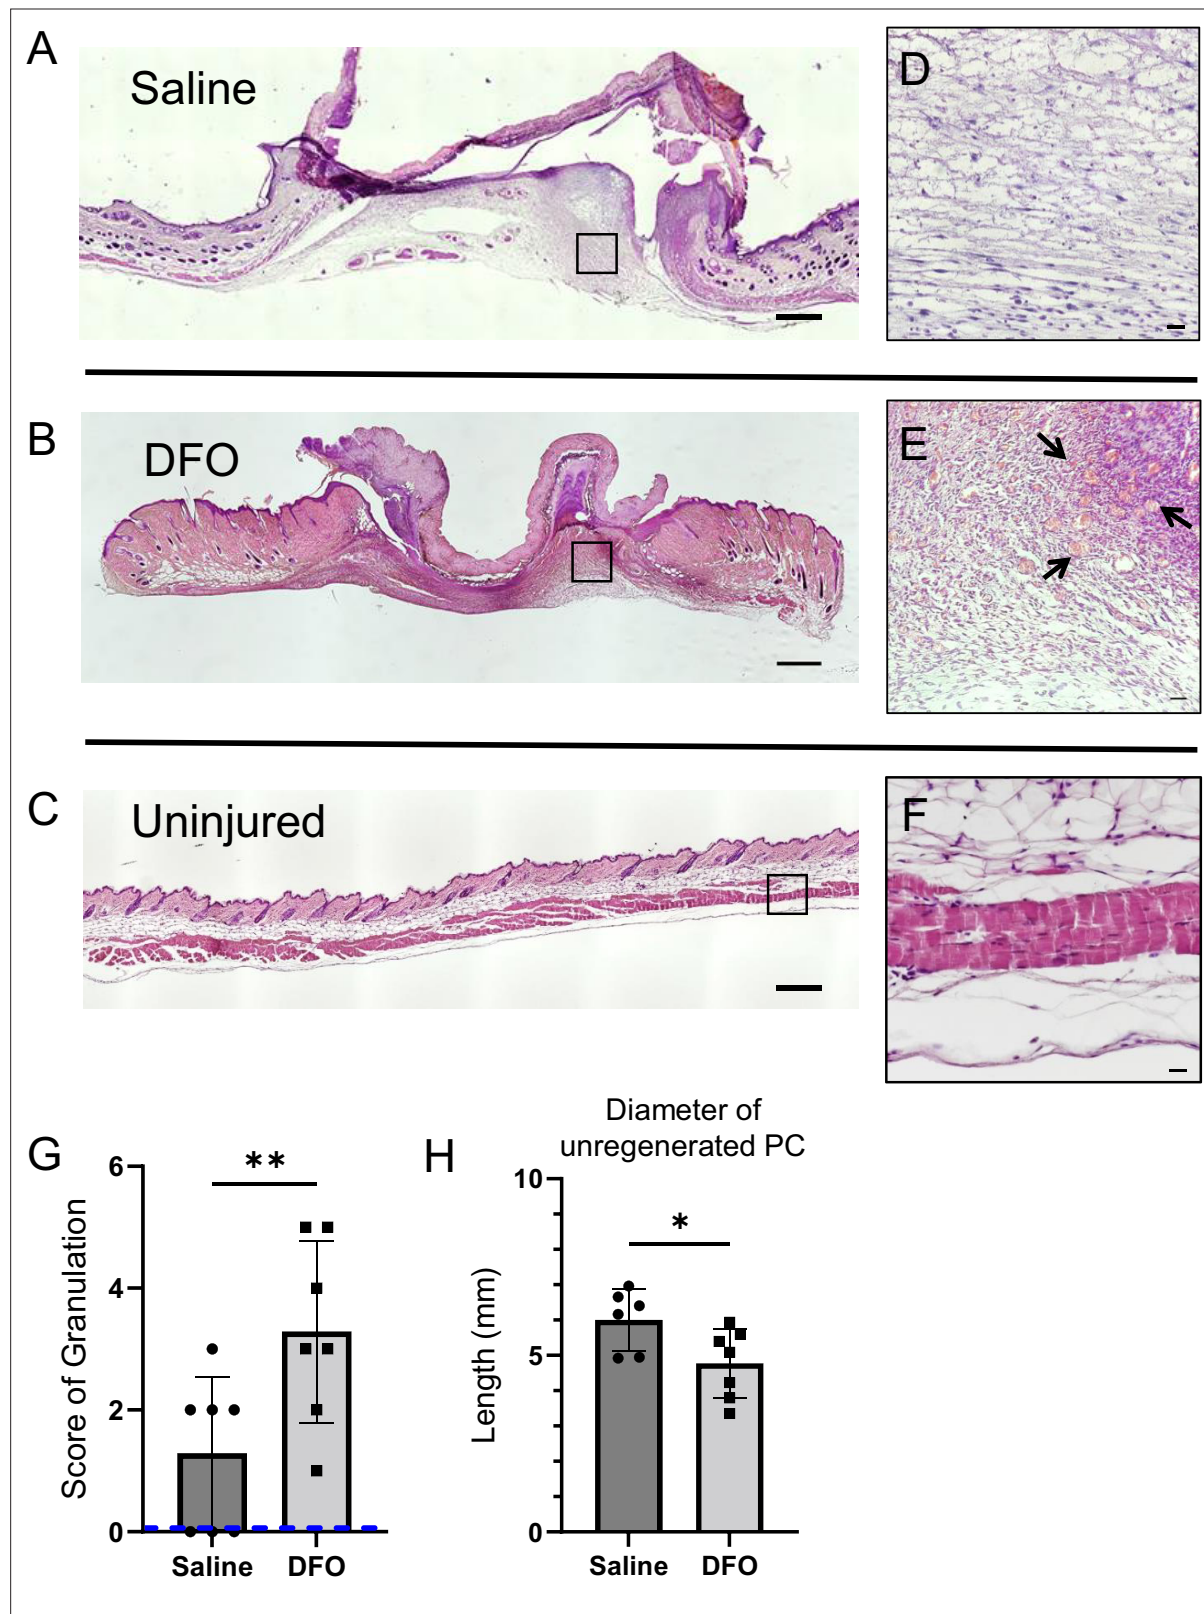 A
Saline
D
B
DFO
E
C
Uninjured
F
G
**
Score of Granulation
6
4
2
0
Saline DFO
H
Diameter of
unregenerated PC
*
Length (mm)
10
5
0
Saline DFO